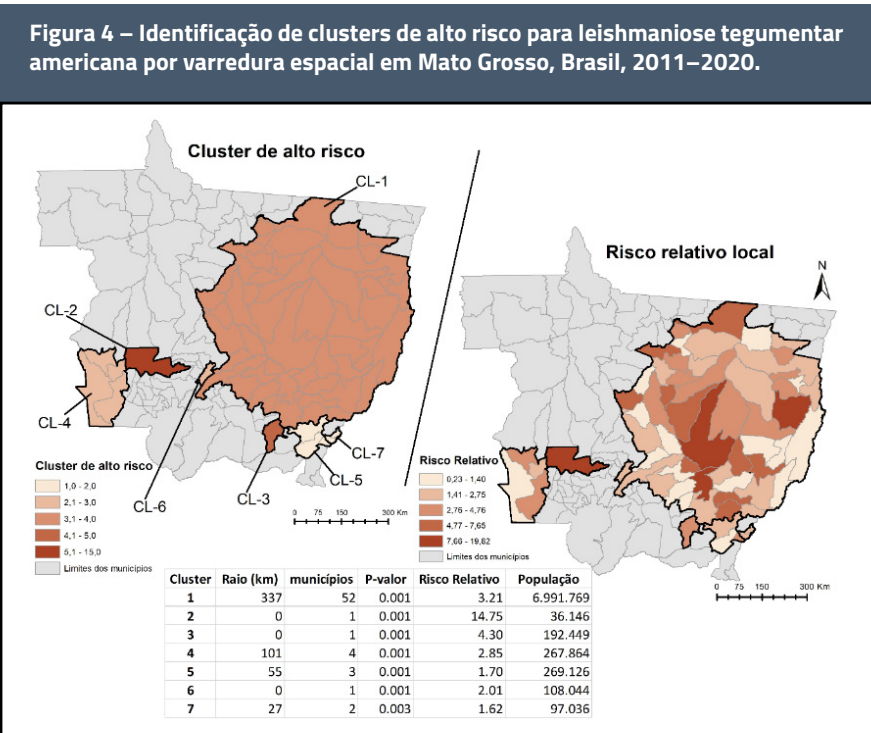 Figura 4 – Identificação de clusters de alto risco para leishmaniose tegumentar
americana por varredura espacial em Mato Grosso, Brasil, 2011–2020.
Cluster de alto risco
CL-1
CL-2
CL-4
CL-6
CL-3
CL-5
CL-7
Cluster de alto risco
1,0 - 2,0
2,1 - 3,0
3,1 - 4,0
4,1 - 5,0
5,1 - 15,0
Limites dos municípios
0 75 150 300 Km
Risco relativo local
N
Risco Relativo
0,23 - 1,40
1,41 - 2,75
2,76 - 4,76
4,77 - 7,65
7,66 - 19,62
Limites dos municípios
0 75 150 300 Km
Cluster Raio (km) municípios P-valor Risco Relativo População
1 337 52 0.001 3.21 6.991.769
2 0 1 0.001 14.75 36.146
3 0 1 0.001 4.30 192.449
4 101 4 0.001 2.85 267.864
5 55 3 0.001 1.70 269.126
6 0 1 0.001 2.01 108.044
7 27 2 0.003 1.62 97.036